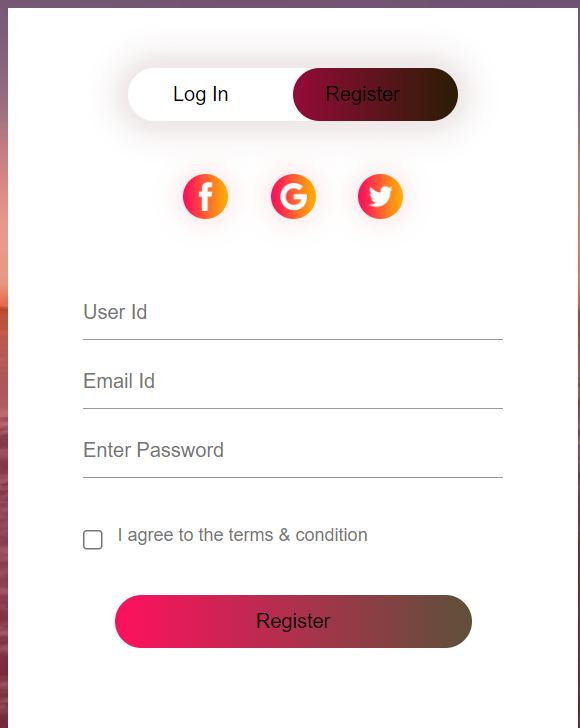 Log In Register
User Id
Email Id
Enter Password
I agree to the terms & condition
Register